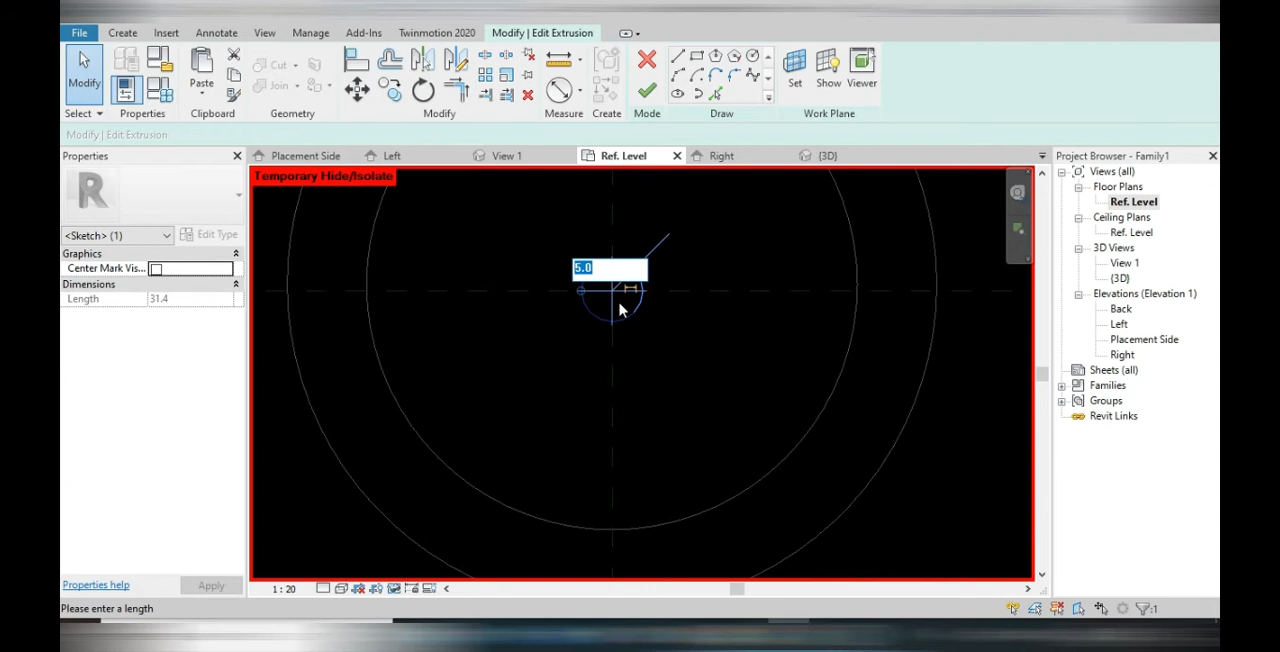 File Create Insert Annotate View Manage Add-Ins Twinmotion 2020 Modify | Edit Extrusion
Modify Paste Cut Join Set Show Viewer
Select Properties Clipboard Geometry Modify Measure Create Mode Draw Work Plane
Modify | Edit Extrusion
Properties
R
<Sketch> (1) Edit Type
Graphics
Center Mark Vis...
Dimensions
Length 31.4
Properties help Apply
Placement Side Left View 1 Ref. Level Right {3D}
Temporary Hide/Isolate
5.0
1 : 20
Project Browser - Family1
Views (all)
Floor Plans
Ref. Level
Ceiling Plans
Ref. Level
3D Views
View 1
{3D}
Elevations (Elevation 1)
Back
Left
Placement Side
Right
Sheets (all)
Families
Groups
Revit Links
Please enter a length
:1